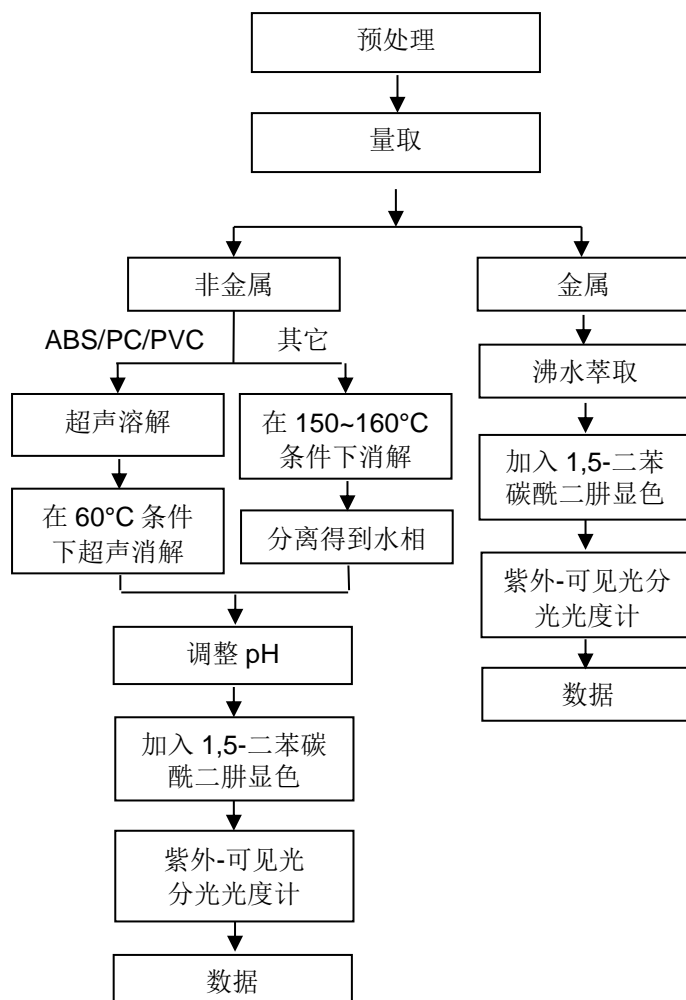 预处理
量取
非金属
金属
ABS/PC/PVC
其它
沸水萃取
超声溶解
在 150~160°C
条件下消解
加入 1,5-二苯
碳酰二肼显色
在 60°C 条件
下超声消解
分离得到水相
紫外-可见光分
光光度计
调整 pH
数据
加入 1,5-二苯碳
酰二肼显色
紫外-可见光
分光光度计
数据